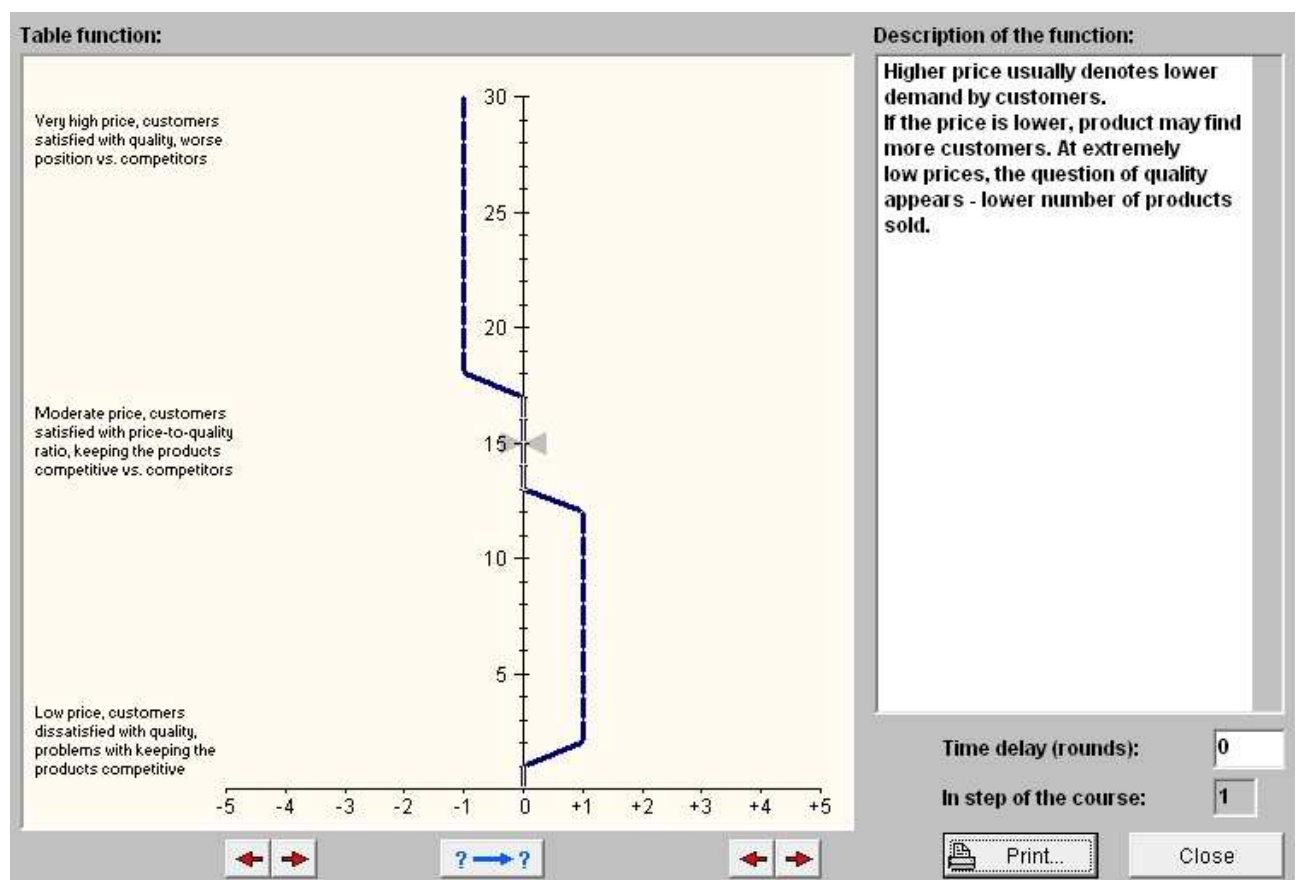 Table function:
Description of the function:
Very high price, customers
satisfied with quality, worse
position vs. competitors
Moderate price, customers
satisfied with price-to-quality
ratio, keeping the products
competitive vs. competitors
Low price, customers
dissatisfied with quality,
problems with keeping the
products competitive
30
25
20
15
10
5
-5 -4 -3 -2 -1 0 +1 +2 +3 +4 +5
Higher price usually denotes lower
demand by customers.
If the price is lower, product may find
more customers. At extremely
low prices, the question of quality
appears - lower number of products
sold.
Time delay (rounds): 0
In step of the course: 1
? ?
Print...
Close